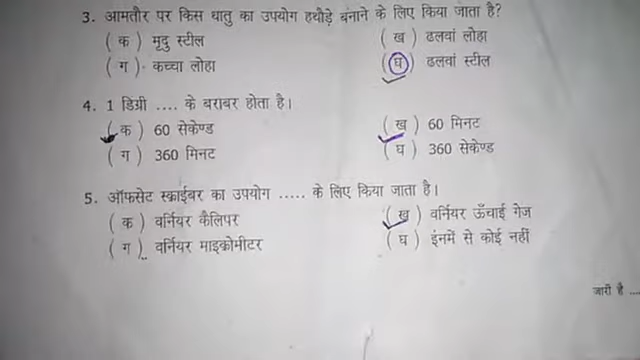 3. आमतौर पर किस धातु का उपयोग हथौड़े बनाने के लिए किया जाता है?
( क ) मृदु स्टील ( ख ) ढलवां लोहा
( ग ) कच्चा लोहा ( घ ) ढलवां स्टील
4. 1 डिग्री .... के बराबर होता है।
( क ) 60 सेकेण्ड ( ख ) 60 मिनट
( ग ) 360 मिनट ( घ ) 360 सेकेण्ड
5. ऑफसेट स्क्राईबर का उपयोग ..... के लिए किया जाता है।
( क ) वर्नियर कैलिपर ( ख ) वर्नियर ऊँचाई गेज
( ग ) वर्नियर माइक्रोमीटर ( घ ) इंनमें से कोई नहीं
जारी है ....